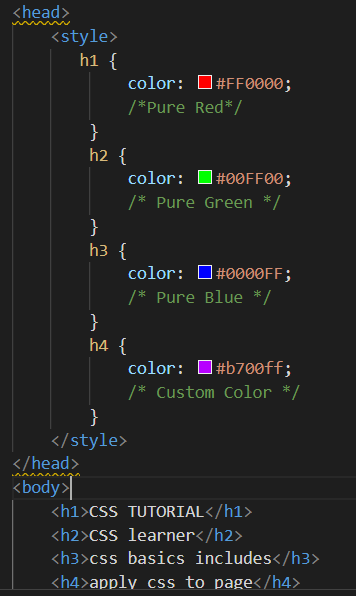 <head>
<style>
h1 {
color: #FF0000;
/*Pure Red*/
}
h2 {
color: #00FF00;
/* Pure Green */
}
h3 {
color: #0000FF;
/* Pure Blue */
}
h4 {
color: #b700ff;
/* Custom Color */
}
</style>
</head>
<body>
<h1>CSS TUTORIAL</h1>
<h2>CSS learner</h2>
<h3>css basics includes</h3>
<h4>apply css to page</h4>